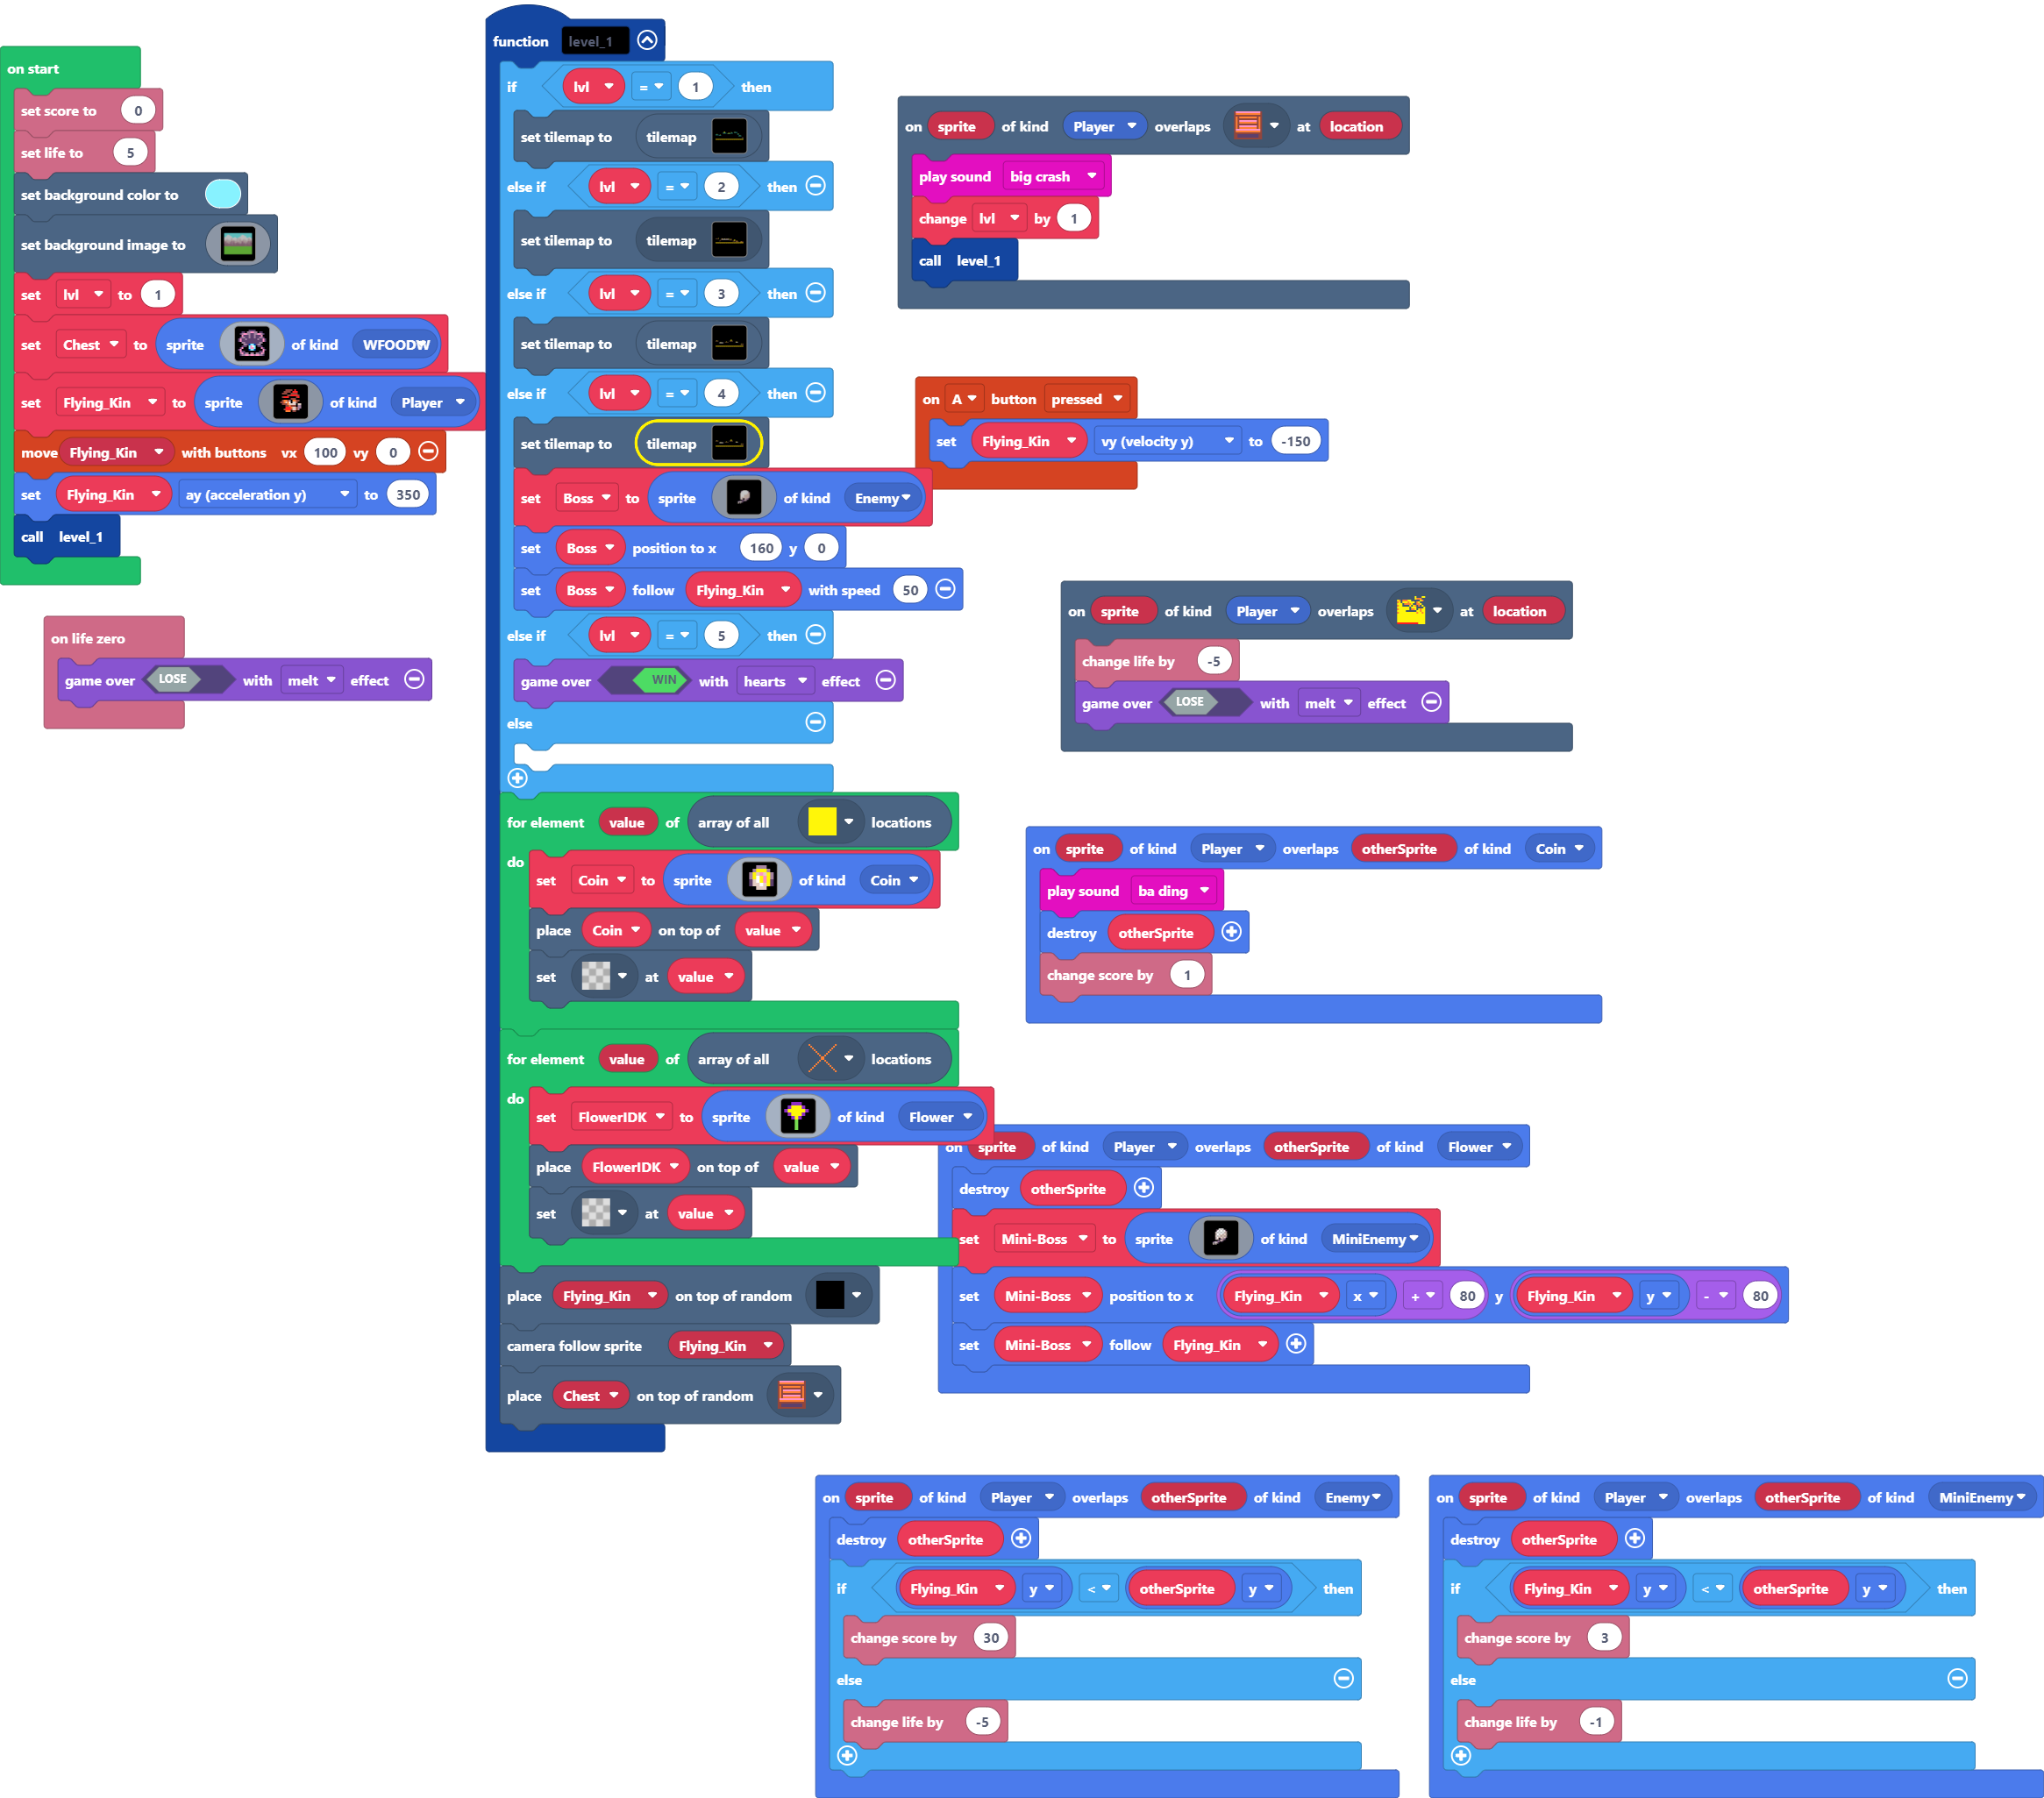 on start
set score to 0
set life to 5
set background color to
set background image to
set lvl to 1
set Chest to sprite of kind WFOODW
set Flying_Kin to sprite of kind Player
move Flying_Kin with buttons vx 100 vy 0
set Flying_Kin ay (acceleration y) to 350
call level_1
on life zero
game over LOSE with melt effect
function level_1
if lvl = 1 then
set tilemap to tilemap
else if lvl = 2 then
set tilemap to tilemap
else if lvl = 3 then
set tilemap to tilemap
else if lvl = 4 then
set tilemap to tilemap
set Boss to sprite of kind Enemy
set Boss position to x 160 y 0
set Boss follow Flying_Kin with speed 50
else if lvl = 5 then
game over WIN with hearts effect
else
for element value of array of all locations
do
set Coin to sprite of kind Coin
place Coin on top of value
set at value
for element value of array of all locations
do
set FlowerIDK to sprite of kind Flower
place FlowerIDK on top of value
set at value
place Flying_Kin on top of random
camera follow sprite Flying_Kin
place Chest on top of random
on sprite of kind Player overlaps at location
play sound big crash
change lvl by 1
call level_1
on A button pressed
set Flying_Kin vy (velocity y) to -150
on sprite of kind Player overlaps at location
change life by -5
game over LOSE with melt effect
on sprite of kind Player overlaps otherSprite of kind Coin
play sound ba ding
destroy otherSprite
change score by 1
on sprite of kind Player overlaps otherSprite of kind Flower
destroy otherSprite
set Mini-Boss to sprite of kind MiniEnemy
set Mini-Boss position to x Flying_Kin x + 80 y Flying_Kin y - 80
set Mini-Boss follow Flying_Kin
on sprite of kind Player overlaps otherSprite of kind Enemy
destroy otherSprite
if Flying_Kin y < otherSprite y then
change score by 30
else
change life by -5
on sprite of kind Player overlaps otherSprite of kind MiniEnemy
destroy otherSprite
if Flying_Kin y < otherSprite y then
change score by 3
else
change life by -1